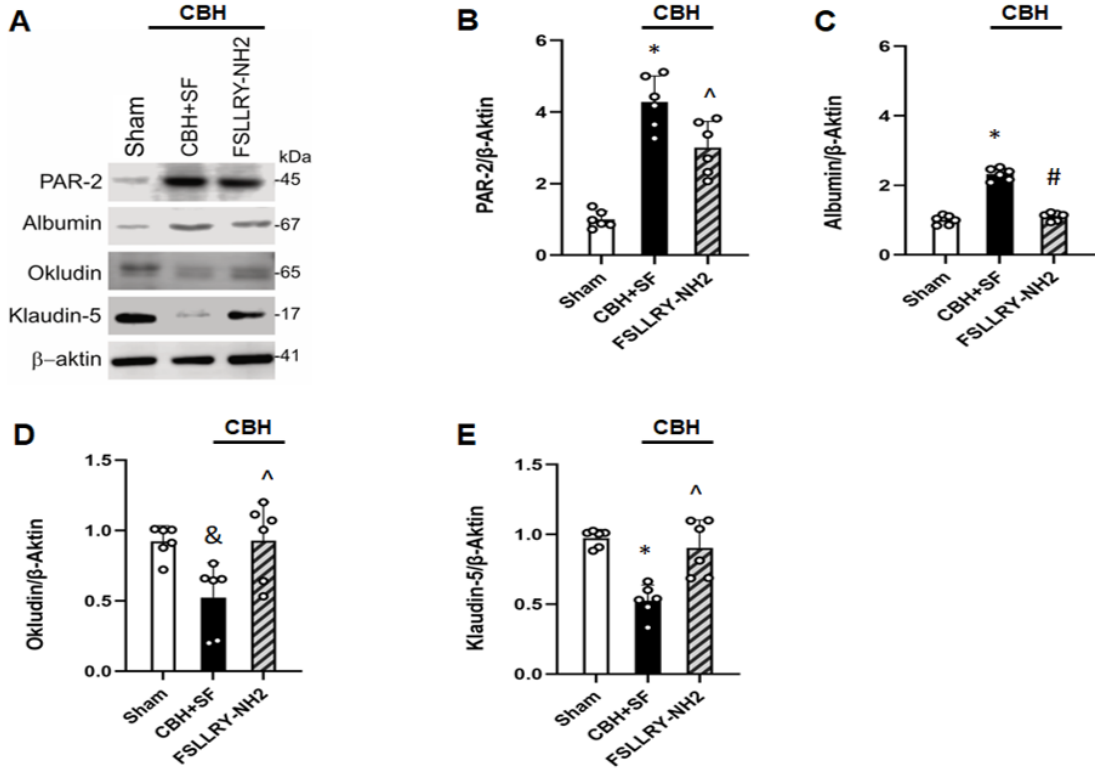 A
CBH
Sham
CBH+SF
FSLLRY-NH2
kDa
PAR-2 -45
Albumin -67
Okludin -65
Klaudin-5 -17
β-aktin -41
B
CBH
PAR-2/β-Aktin
6
4
2
0
*
^
Sham
CBH+SF
FSLLRY-NH2
C
CBH
Albumin/β-Aktin
6
4
2
0
*
#
Sham
CBH+SF
FSLLRY-NH2
D
CBH
Okludin/β-Aktin
1.5
1.0
0.5
0.0
&
^
Sham
CBH+SF
FSLLRY-NH2
E
CBH
Klaudin-5/β-Aktin
1.5
1.0
0.5
0.0
*
^
Sham
CBH+SF
FSLLRY-NH2